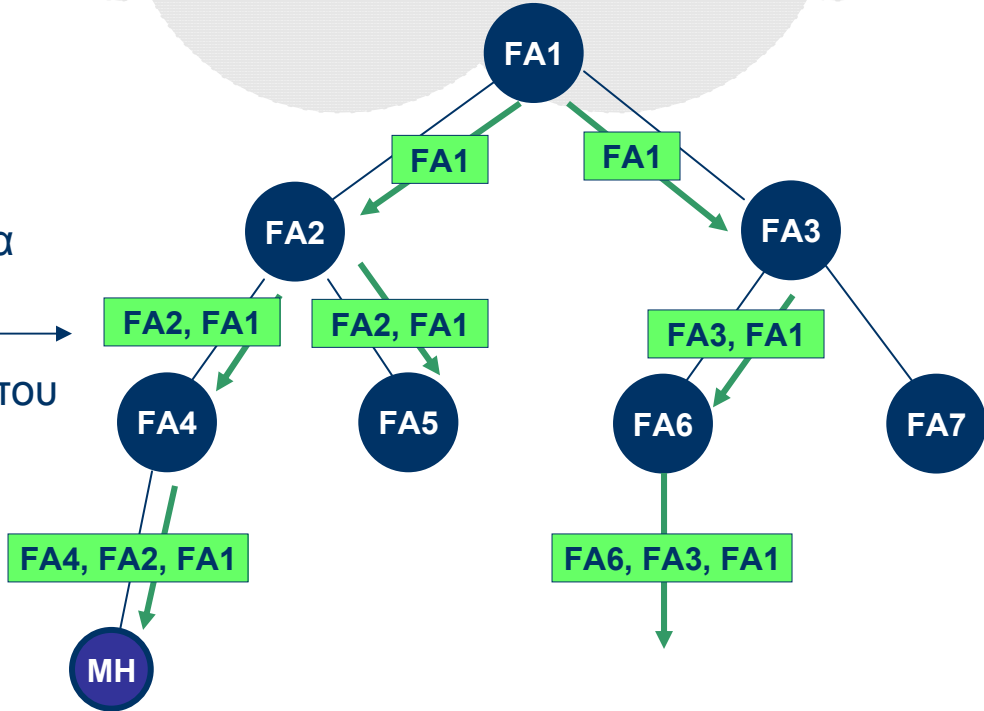 FA1
FA1
FA1
FA2
FA3
α
FA2, FA1
FA2, FA1
FA3, FA1
του
FA4
FA5
FA6
FA7
FA4, FA2, FA1
FA6, FA3, FA1
MH